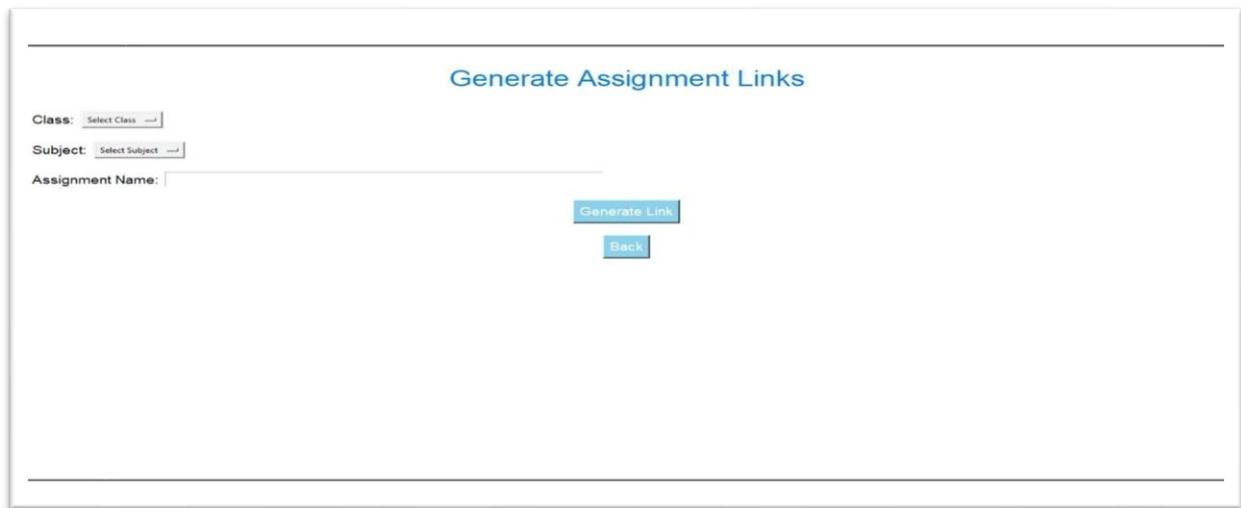 Generate Assignment Links
Class: Select Class
Subject: Select Subject
Assignment Name:
Generate Link
Back